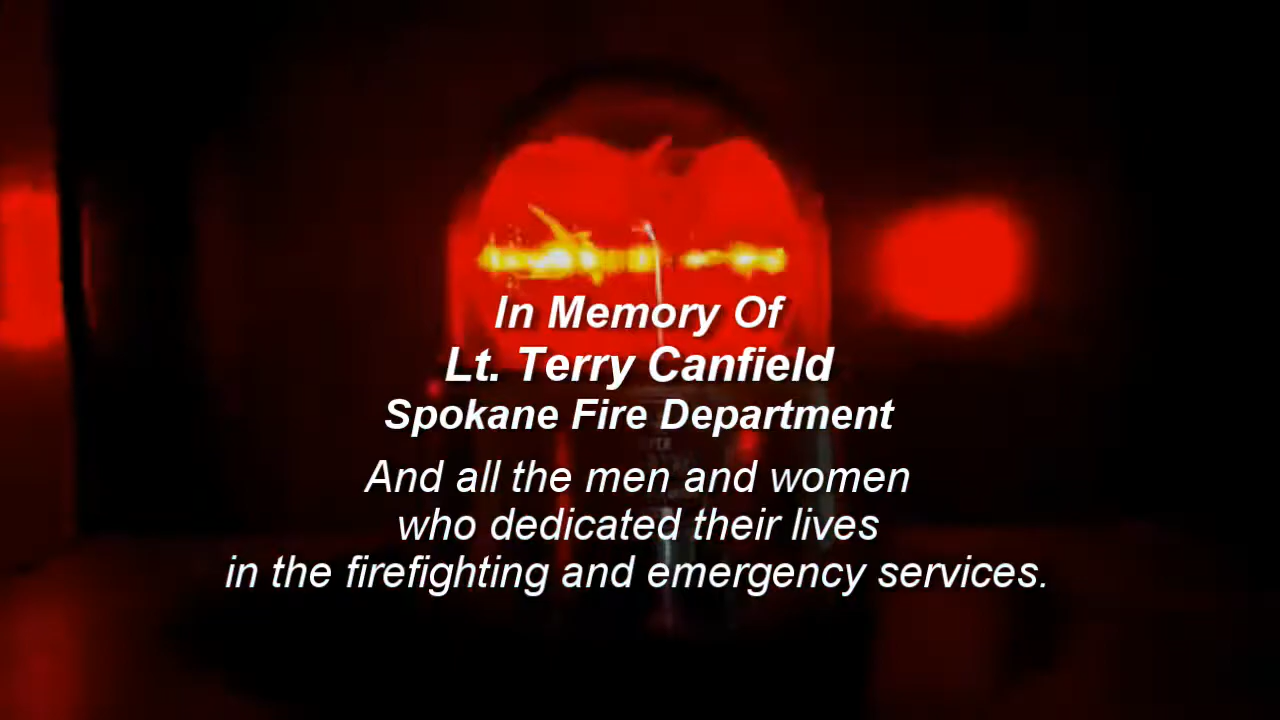 In Memory Of
Lt. Terry Canfield
Spokane Fire Department
And all the men and women
who dedicated their lives
in the firefighting and emergency services.